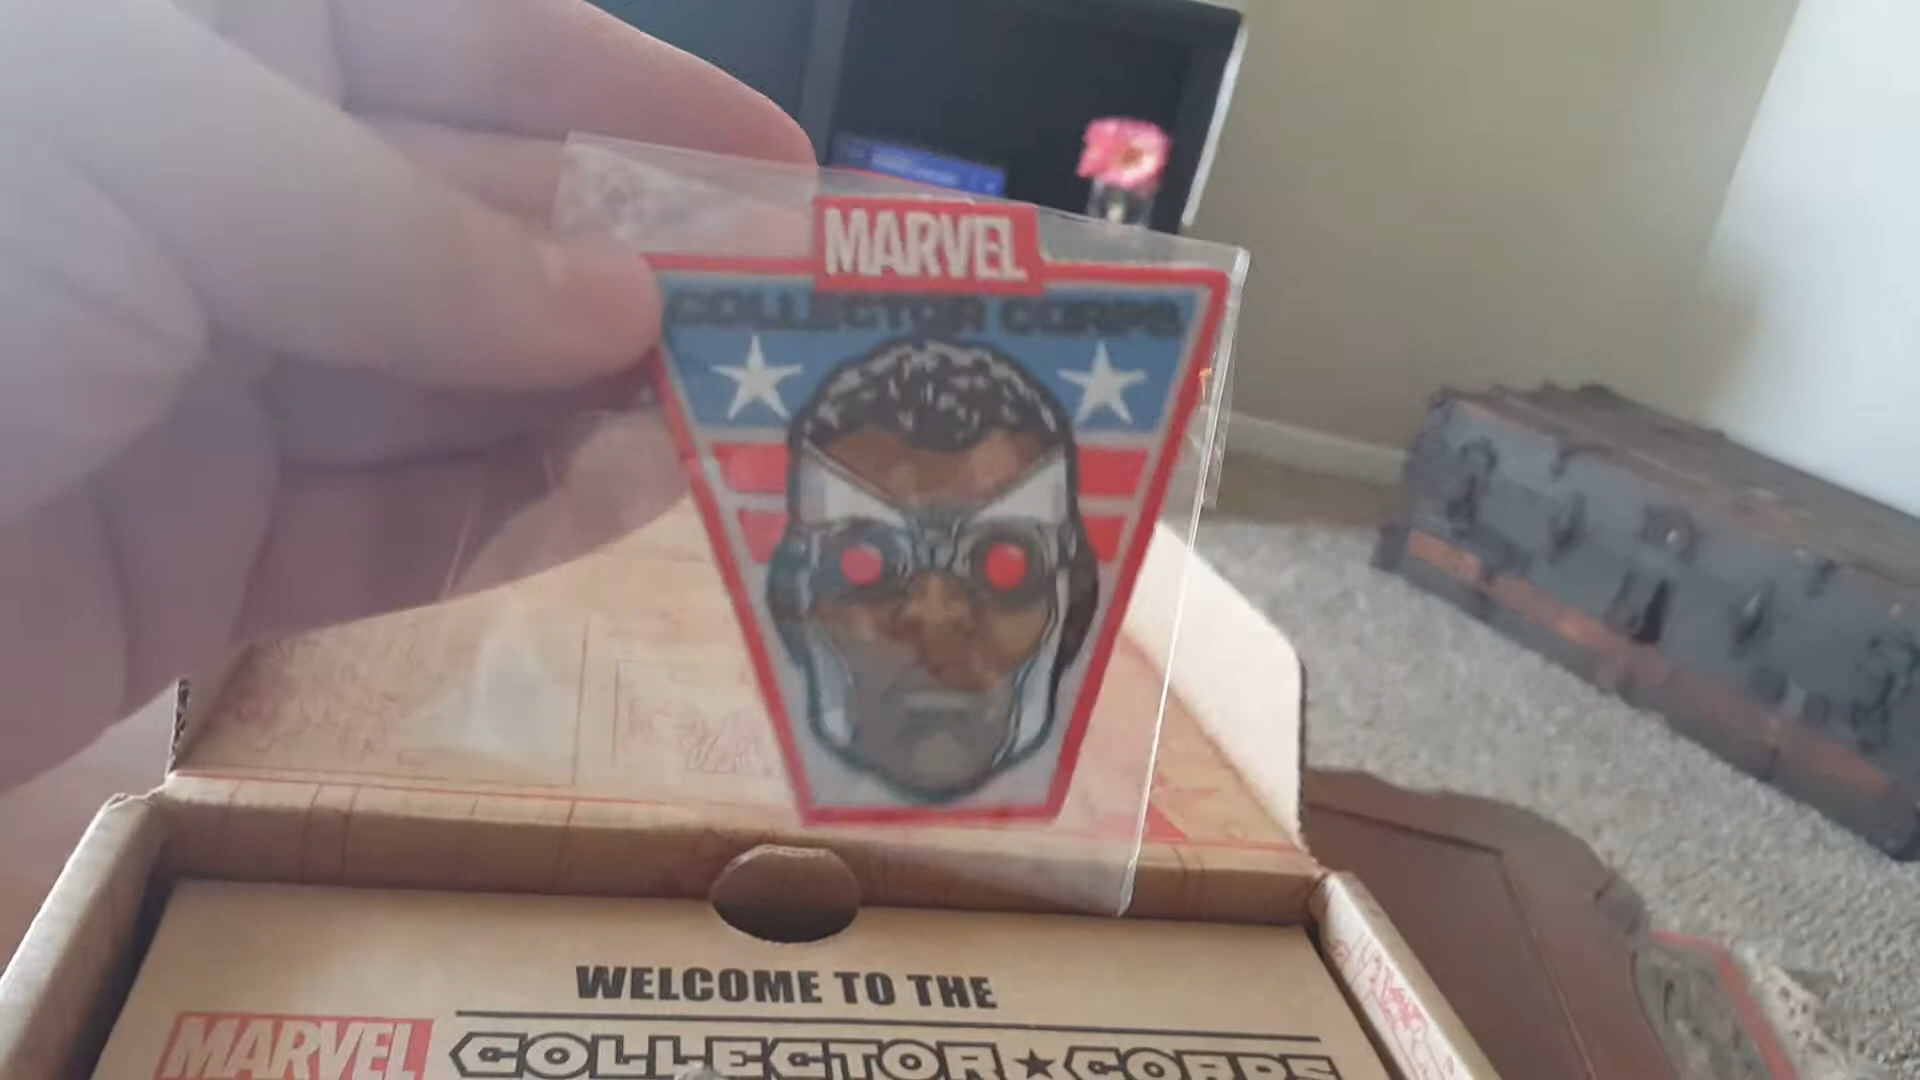 MARVEL
COLLECTOR CORPS
WELCOME TO THE
MARVEL
COLLECTOR★CORPS